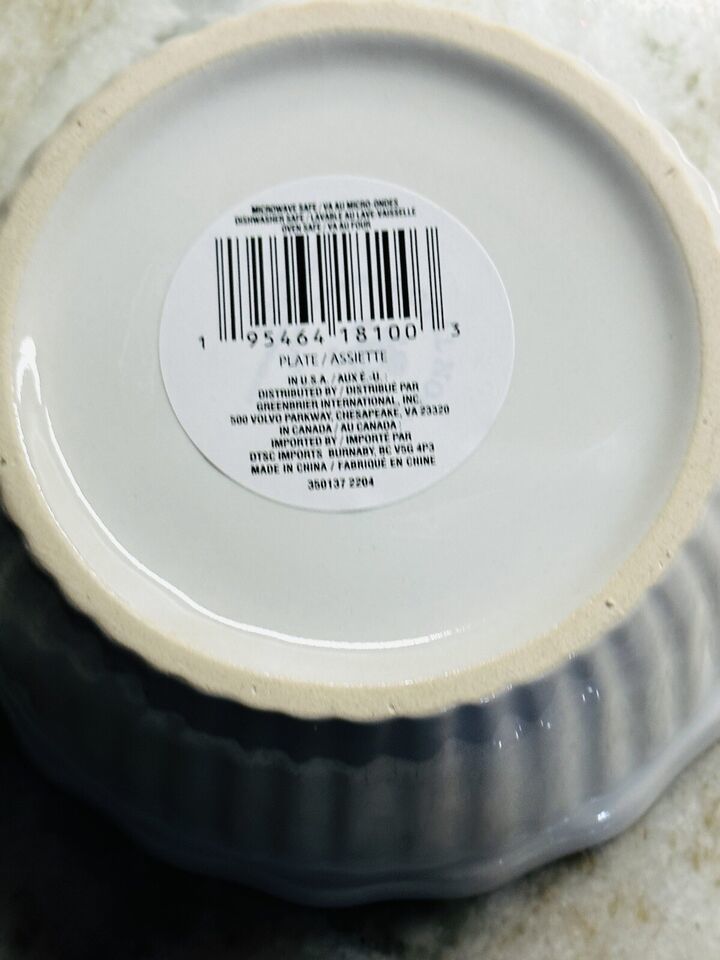 MICROWAVE SAFE / VA AU MICRO-ONDES
DISHWASHER SAFE / LAVABLE AU LAVE VAISSELLE
OVEN SAFE / VA AU FOUR
1 95464 18100 3
PLATE / ASSIETTE
IN U.S.A. / AUX É.-U. :
DISTRIBUTED BY / DISTRIBUÉ PAR
GREENBRIER INTERNATIONAL, INC.
500 VOLVO PARKWAY, CHESAPEAKE, VA 23320
IN CANADA / AU CANADA :
IMPORTED BY / IMPORTÉ PAR
DTSC IMPORTS BURNABY, BC V5G 4P3
MADE IN CHINA / FABRIQUÉ EN CHINE
350137 2204